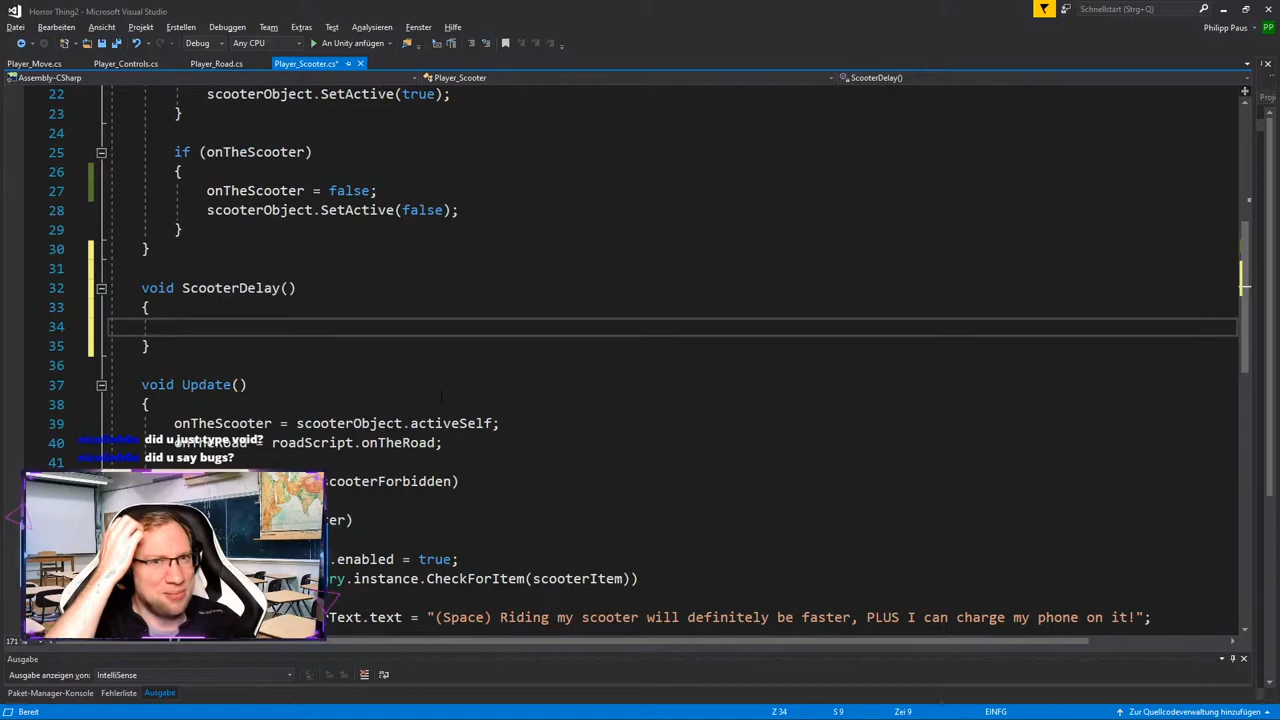 Horror Thing2 - Microsoft Visual Studio
Schnellstart (Strg+Q)
Datei Bearbeiten Ansicht Projekt Erstellen Debuggen Team Extras Test Analysieren Fenster Hilfe
Philipp Paus PP
Debug Any CPU An Unity anfügen
Player_Move.cs Player_Controls.cs Player_Road.cs Player_Scooter.cs*
Assembly-CSharp Player_Scooter ScooterDelay()
Proj
22 scooterObject.SetActive(true);
23 }
24
25 if (onTheScooter)
26 {
27 onTheScooter = false;
28 scooterObject.SetActive(false);
29 }
30 }
31
32 void ScooterDelay()
33 {
34
35 }
36
37 void Update()
38 {
39 onTheScooter = scooterObject.activeSelf;
40 = roadScript.onTheRoad;
did u just type void?
did u say bugs?
41
cooterForbidden)
er)
.enabled = true;
ry.instance.CheckForItem(scooterItem))
rText.text = "(Space) Riding my scooter will definitely be faster, PLUS I can charge my phone on it!";
171 %
Ausgabe
Ausgabe anzeigen von: IntelliSense
Paket-Manager-Konsole Fehlerliste Ausgabe
Bereit Z 34 S 9 Zei 9 EINFG Zur Quellcodeverwaltung hinzufügen